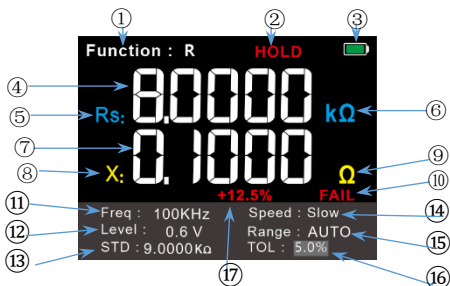 ① ② ③
Function : R HOLD
④ 8.0000
⑤ Rs: kΩ ⑥
⑦ 0.1000
⑧ X: Ω ⑨
+12.5% FAIL ⑩
⑪ Freq : 100KHz Speed : Slow ⑭
⑫ Level : 0.6 V Range : AUTO ⑮
⑬ STD : 9.0000KΩ TOL : 5.0% ⑯
⑰